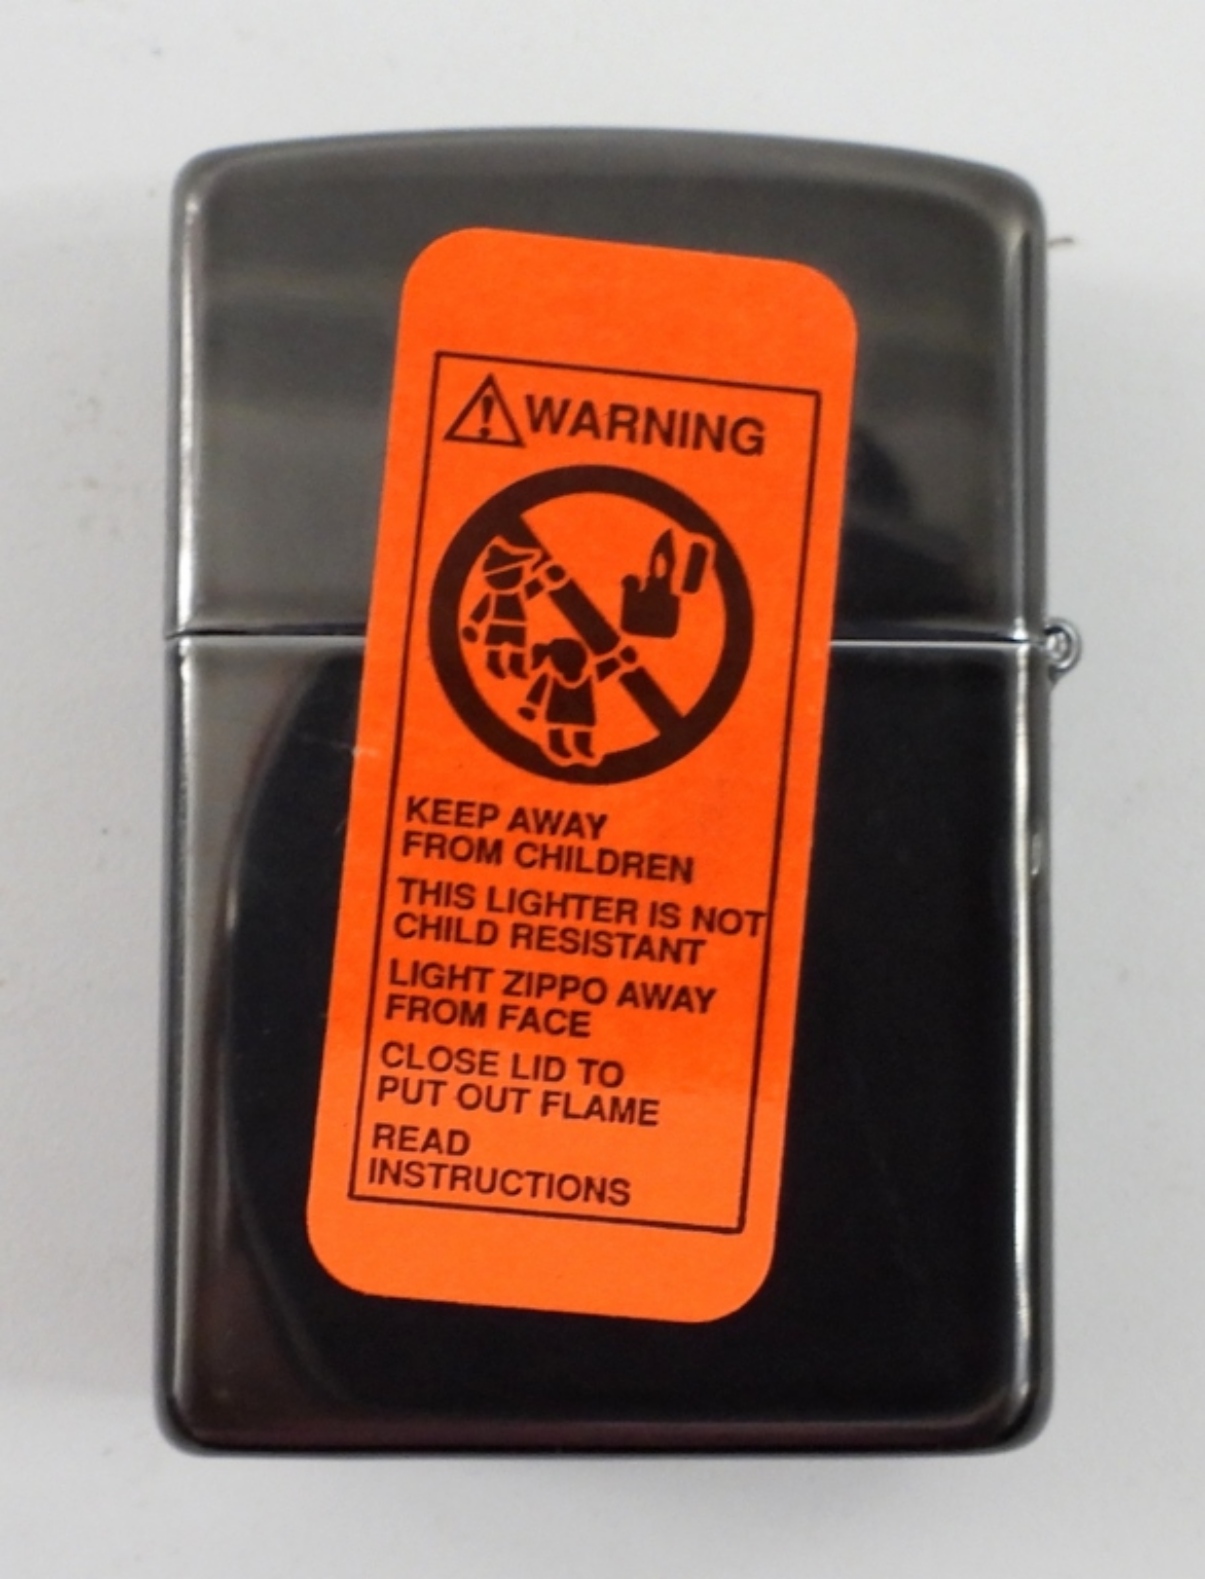 WARNING
KEEP AWAY
FROM CHILDREN
THIS LIGHTER IS NOT
CHILD RESISTANT
LIGHT ZIPPO AWAY
FROM FACE
CLOSE LID TO
PUT OUT FLAME
READ
INSTRUCTIONS